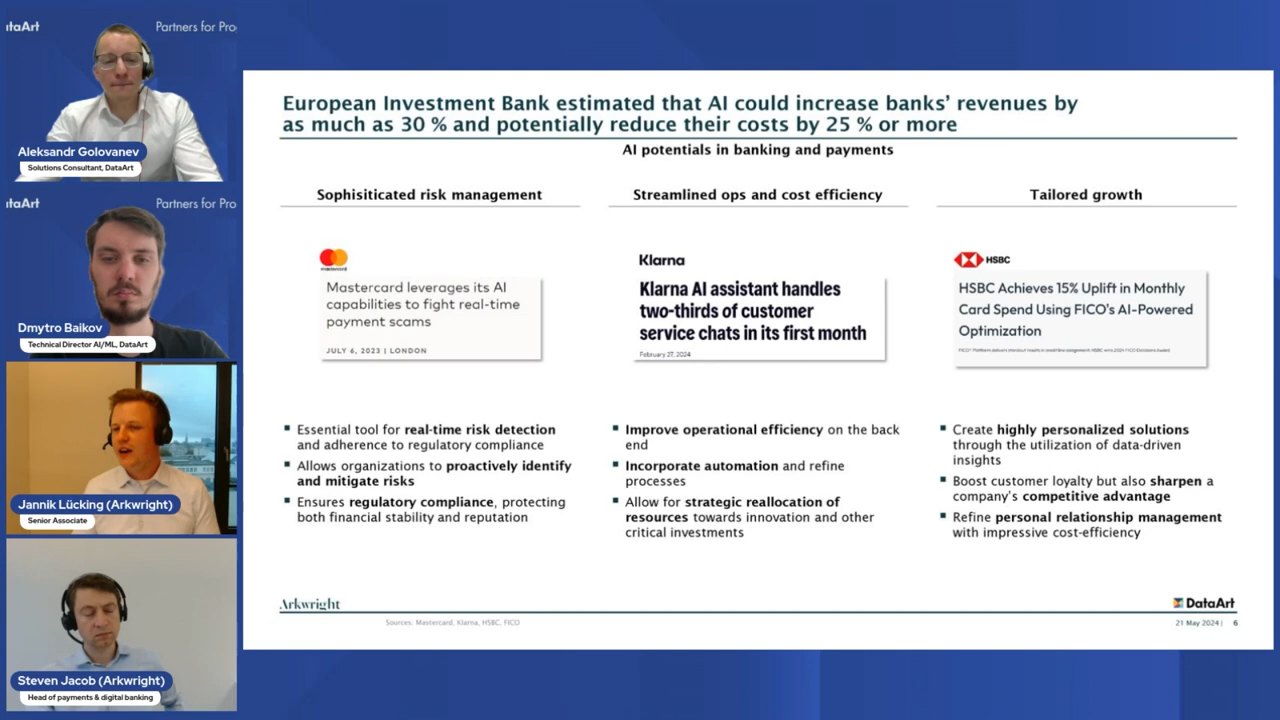 taArt
Partners for Pro
Aleksandr Golovanev
Solutions Consultant, DataArt
taArt
Partners for Pro
Dmytro Baikov
Technical Director AI/ML, DataArt
Jannik Lücking (Arkwright)
Senior Associate
Steven Jacob (Arkwright)
Head of payments & digital banking
European Investment Bank estimated that AI could increase banks’ revenues by
as much as 30 % and potentially reduce their costs by 25 % or more
AI potentials in banking and payments
Sophisiticated risk management
mastercard
Mastercard leverages its AI
capabilities to fight real-time
payment scams
JULY 6, 2023 | LONDON
Essential tool for real-time risk detection
and adherence to regulatory compliance
Allows organizations to proactively identify
and mitigate risks
Ensures regulatory compliance, protecting
both financial stability and reputation
Streamlined ops and cost efficiency
Klarna
Klarna AI assistant handles
two-thirds of customer
service chats in its first month
February 27, 2024
Improve operational efficiency on the back
end
Incorporate automation and refine
processes
Allow for strategic reallocation of
resources towards innovation and other
critical investments
Tailored growth
HSBC
HSBC Achieves 15% Uplift in Monthly
Card Spend Using FICO's AI-Powered
Optimization
Create highly personalized solutions
through the utilization of data-driven
insights
Boost customer loyalty but also sharpen a
company’s competitive advantage
Refine personal relationship management
with impressive cost-efficiency
Arkwright
DataArt
Sources: Mastercard, Klarna, HSBC, FICO
21 May 2024 | 6